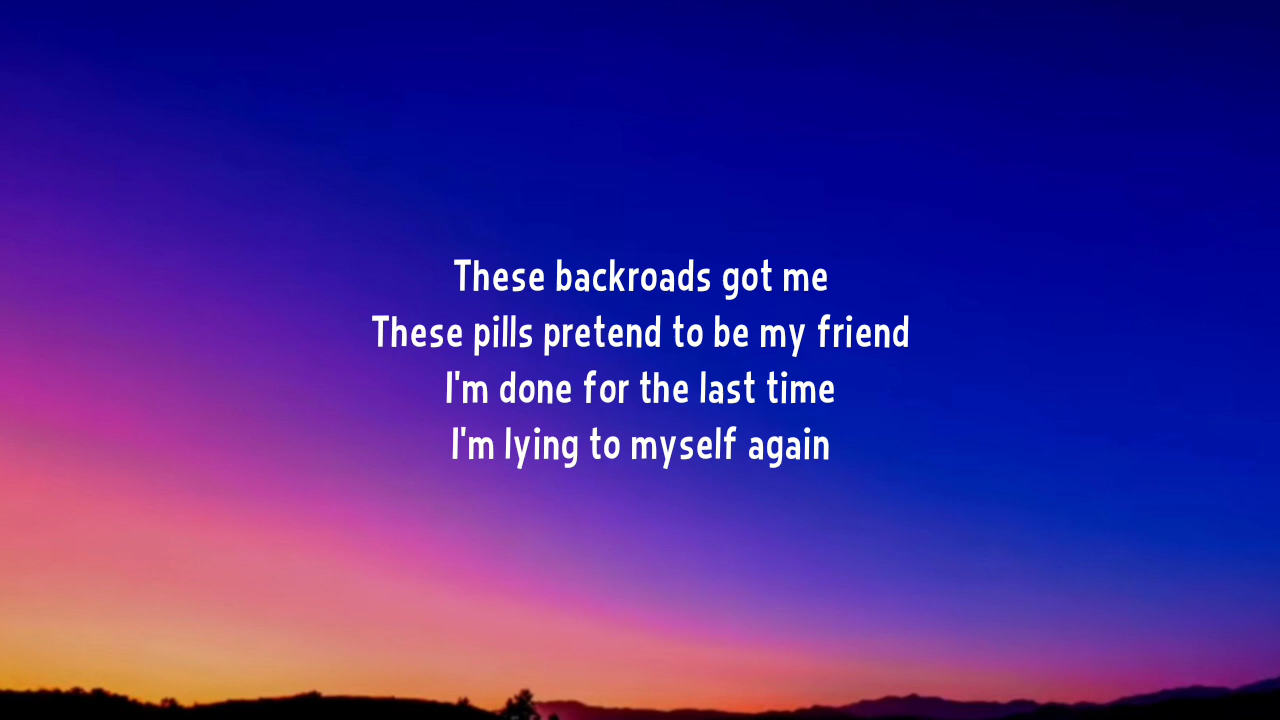 These backroads got me
These pills pretend to be my friend
I'm done for the last time
I'm lying to myself again